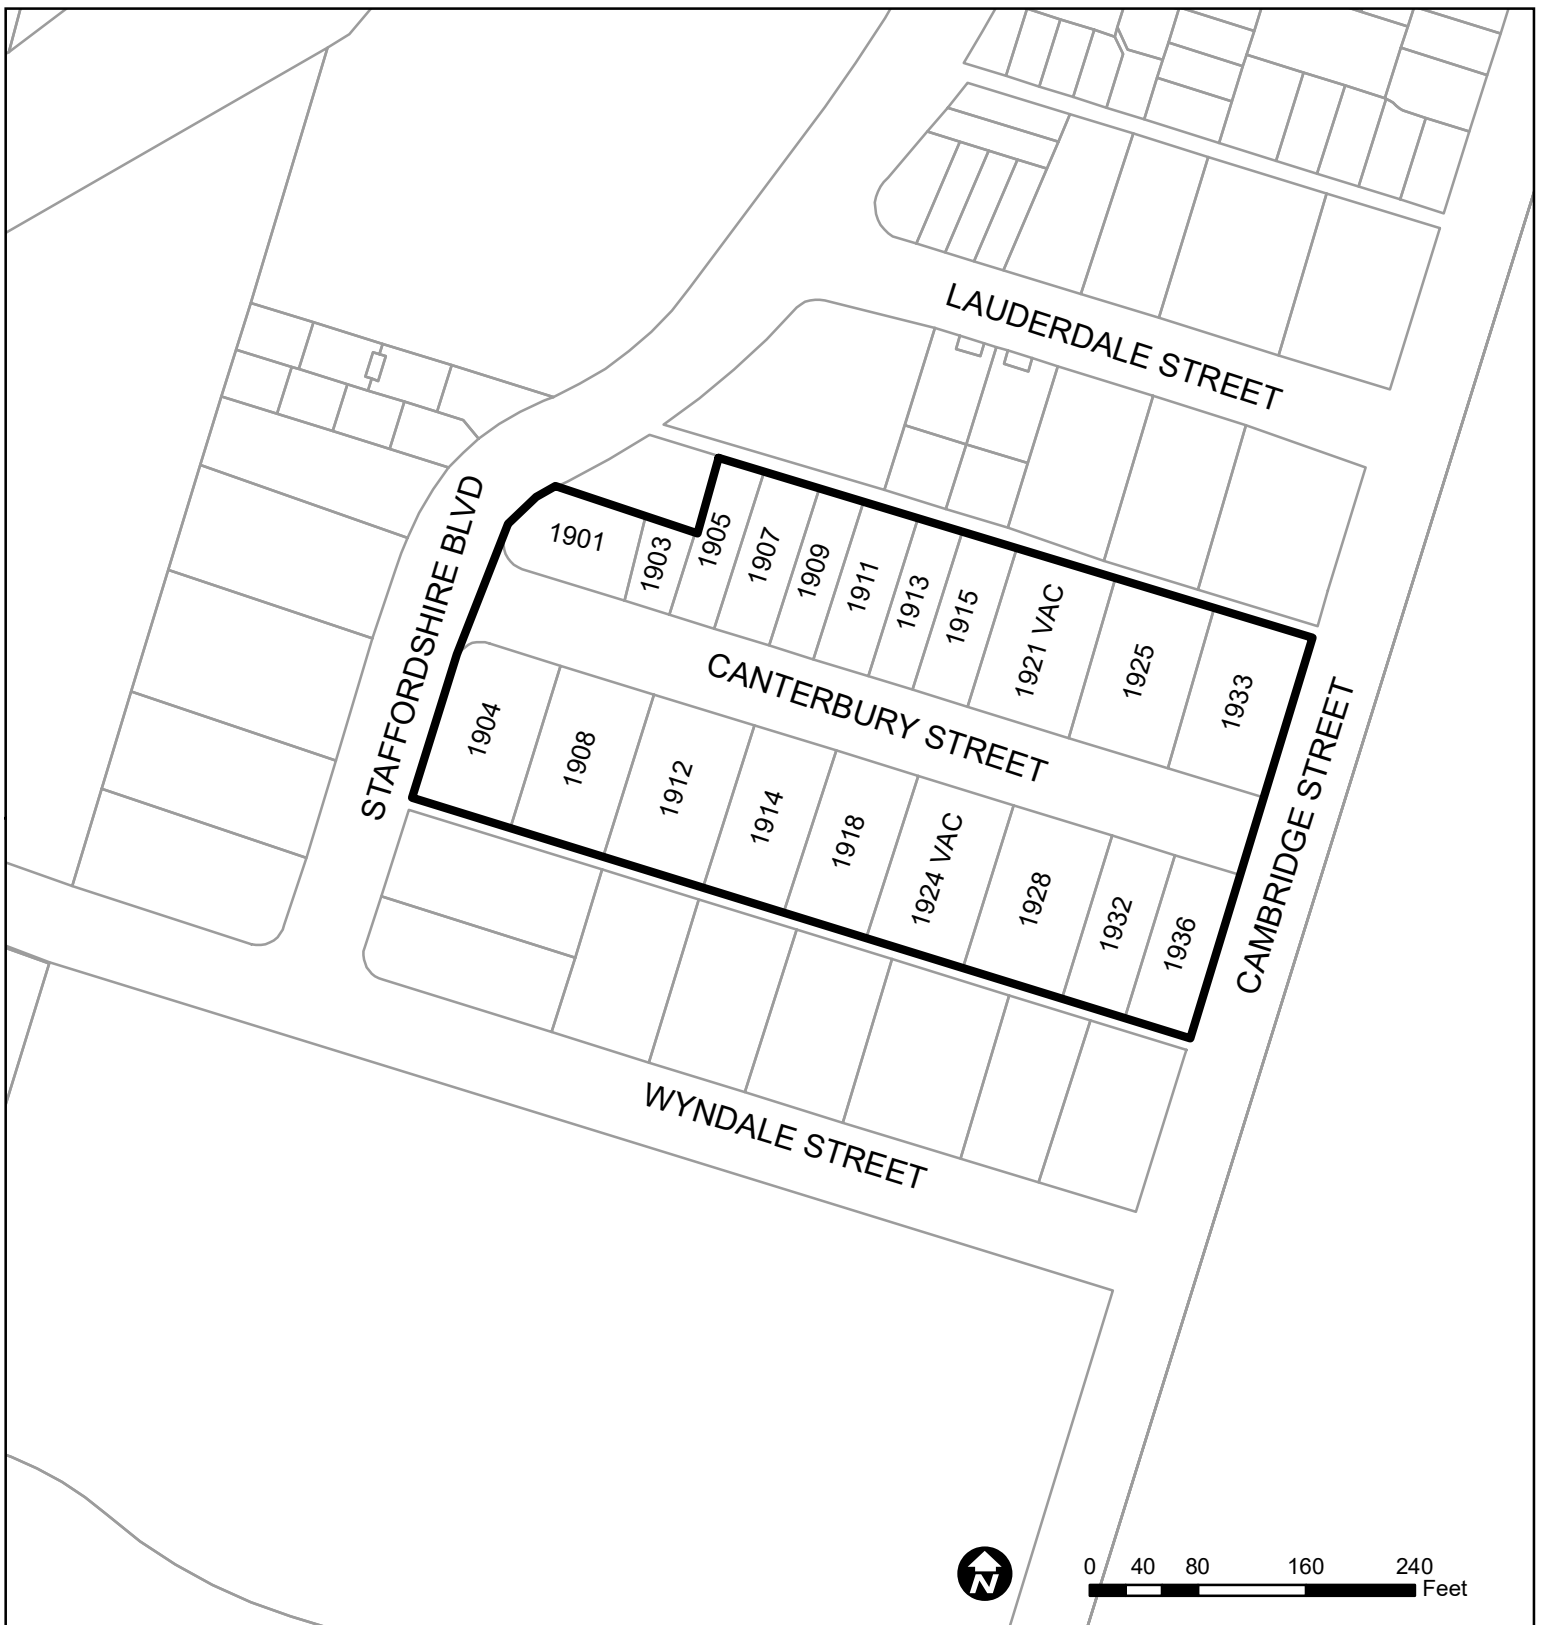 LAUDERDALE STREET
STAFFORDSHIRE BLVD
1901
1903
1905
1907
1909
1911
1913
1915
1921 VAC
1925
1933
CANTERBURY STREET
1904
1908
1912
1914
1918
1924 VAC
1928
1932
1936
CAMBRIDGE STREET
WYNDALE STREET
N
0 40 80 160 240
Feet